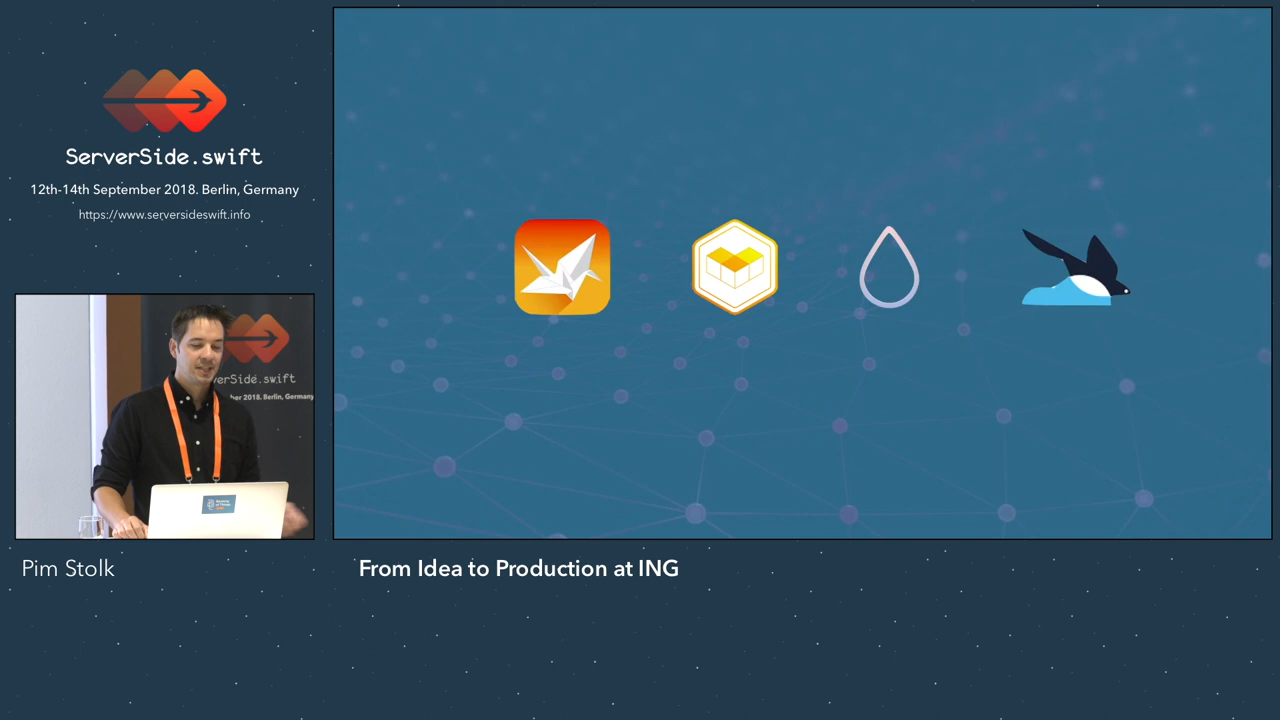 ServerSide.swift
12th-14th September 2018. Berlin, Germany
https://www.serversideswift.info
erSide.swift
ber 2018. Berlin, Germany
Pim Stolk
From Idea to Production at ING